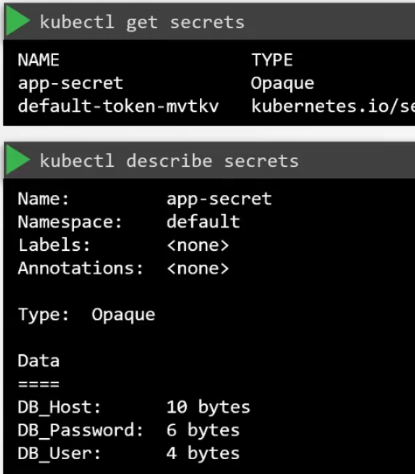 kubectl get secrets
NAME TYPE
app-secret Opaque
default-token-mvtkv kubernetes.io/se
kubectl describe secrets
Name: app-secret
Namespace: default
Labels: <none>
Annotations: <none>
Type: Opaque
Data
====
DB_Host: 10 bytes
DB_Password: 6 bytes
DB_User: 4 bytes